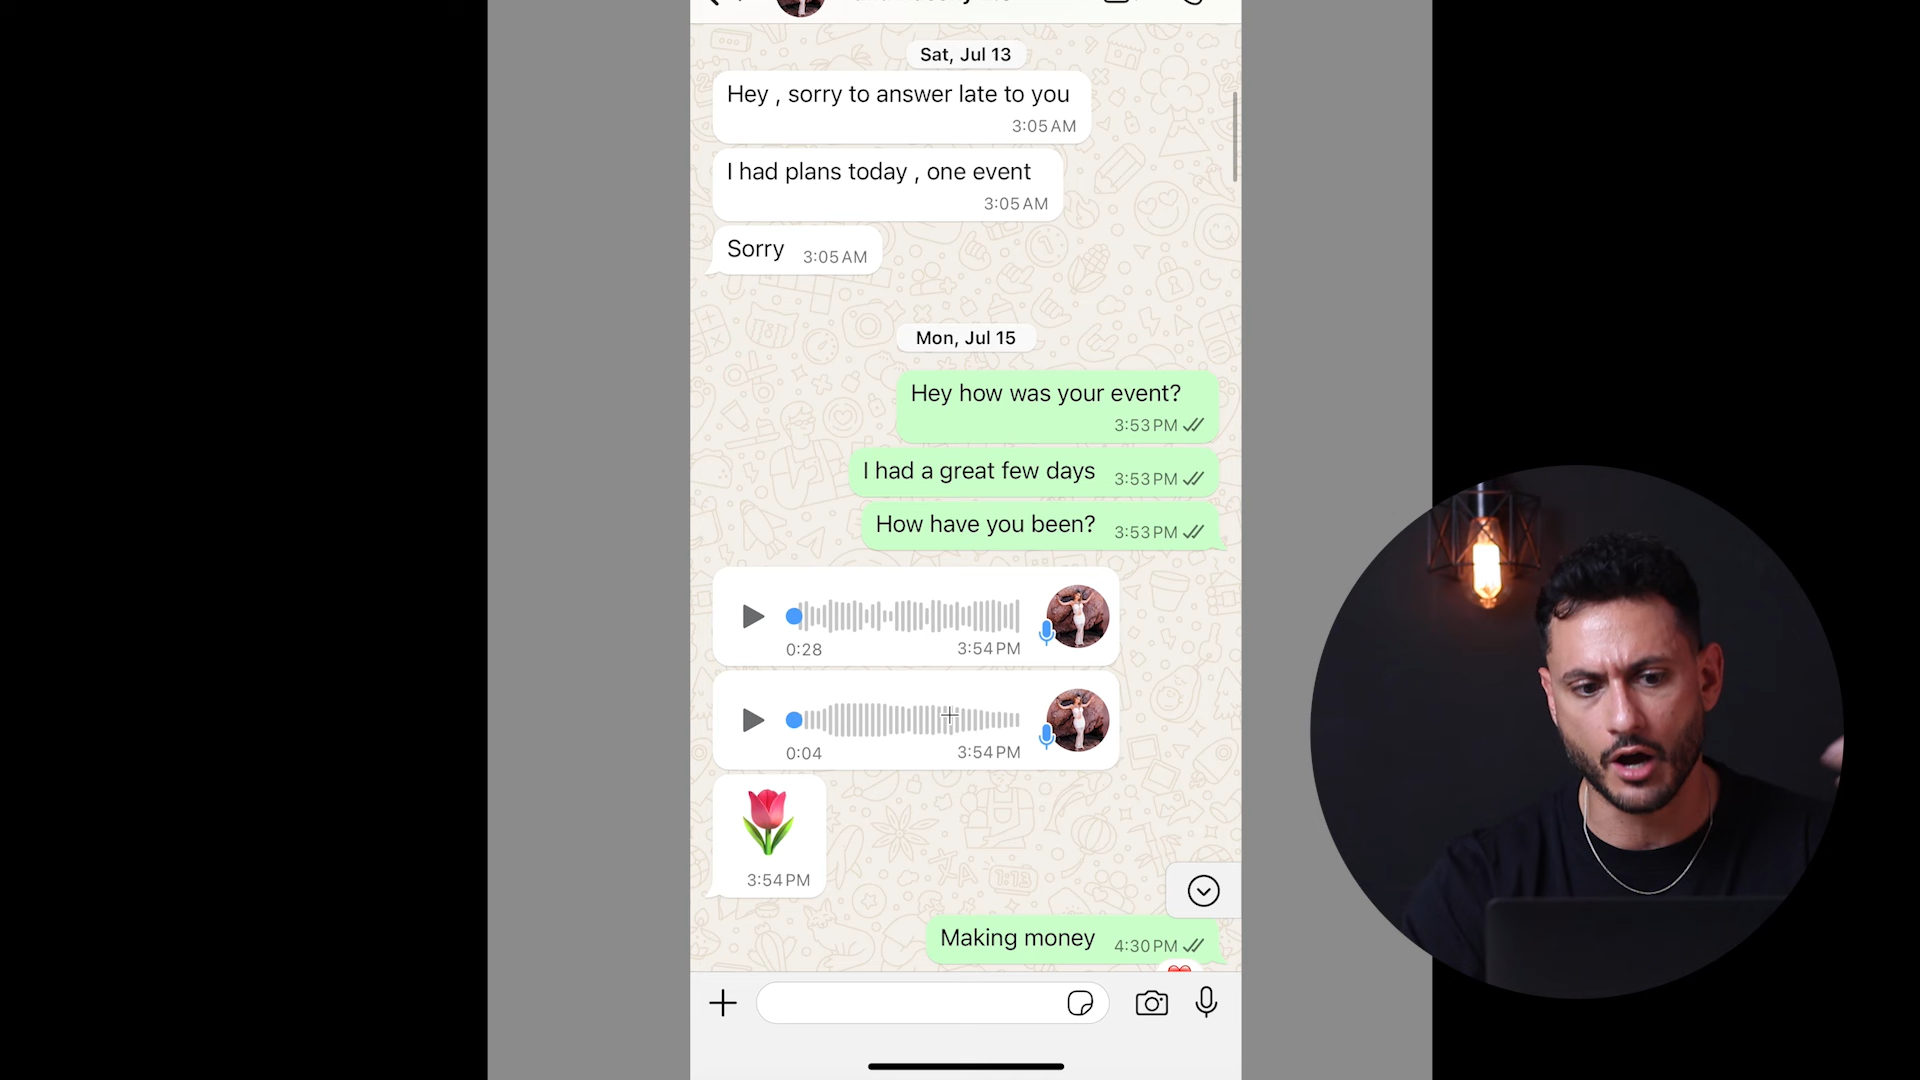 Sat, Jul 13
Hey , sorry to answer late to you
3:05 AM
I had plans today , one event
3:05 AM
Sorry 3:05 AM
Mon, Jul 15
Hey how was your event?
3:53 PM
I had a great few days 3:53 PM
How have you been? 3:53 PM
0:28 3:54 PM
0:04 3:54 PM
3:54 PM
Making money 4:30 PM